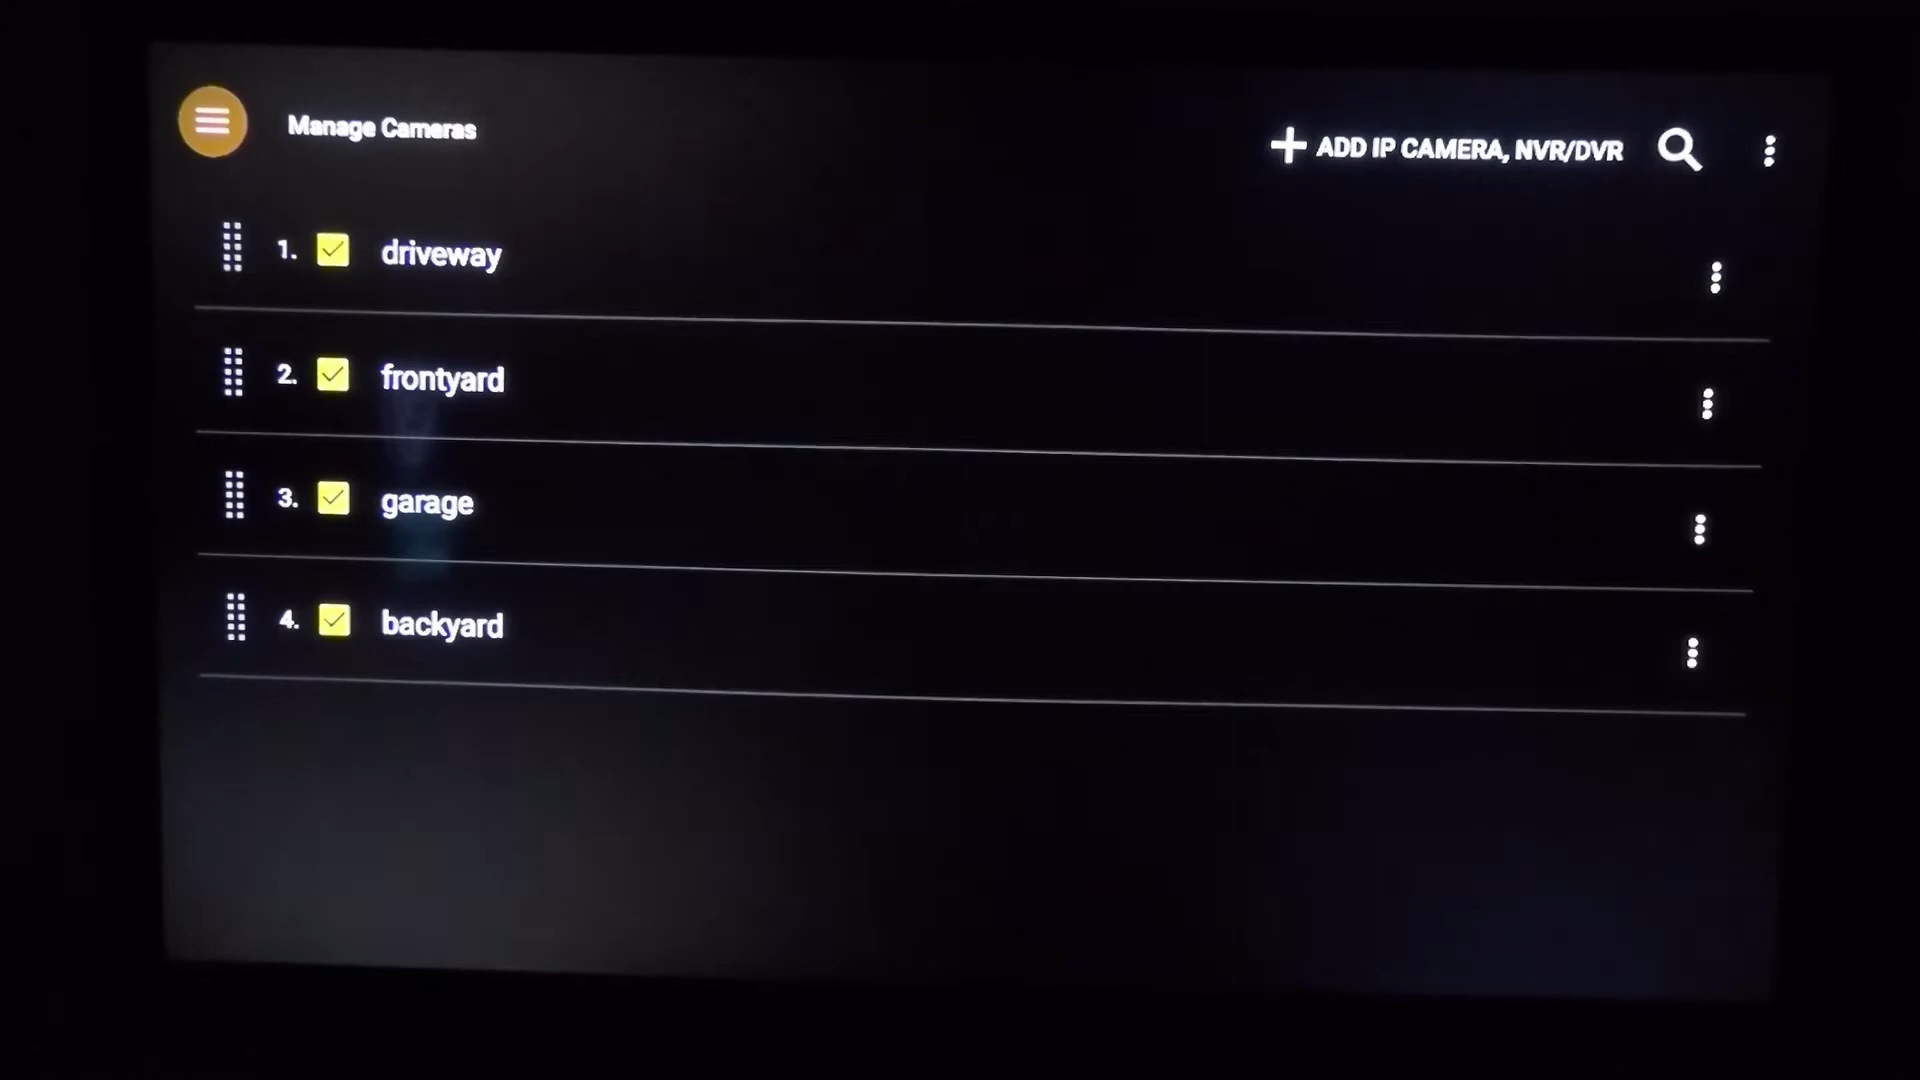 Manage Cameras
ADD IP CAMERA, NVR/DVR
1. driveway
2. frontyard
3. garage
4. backyard